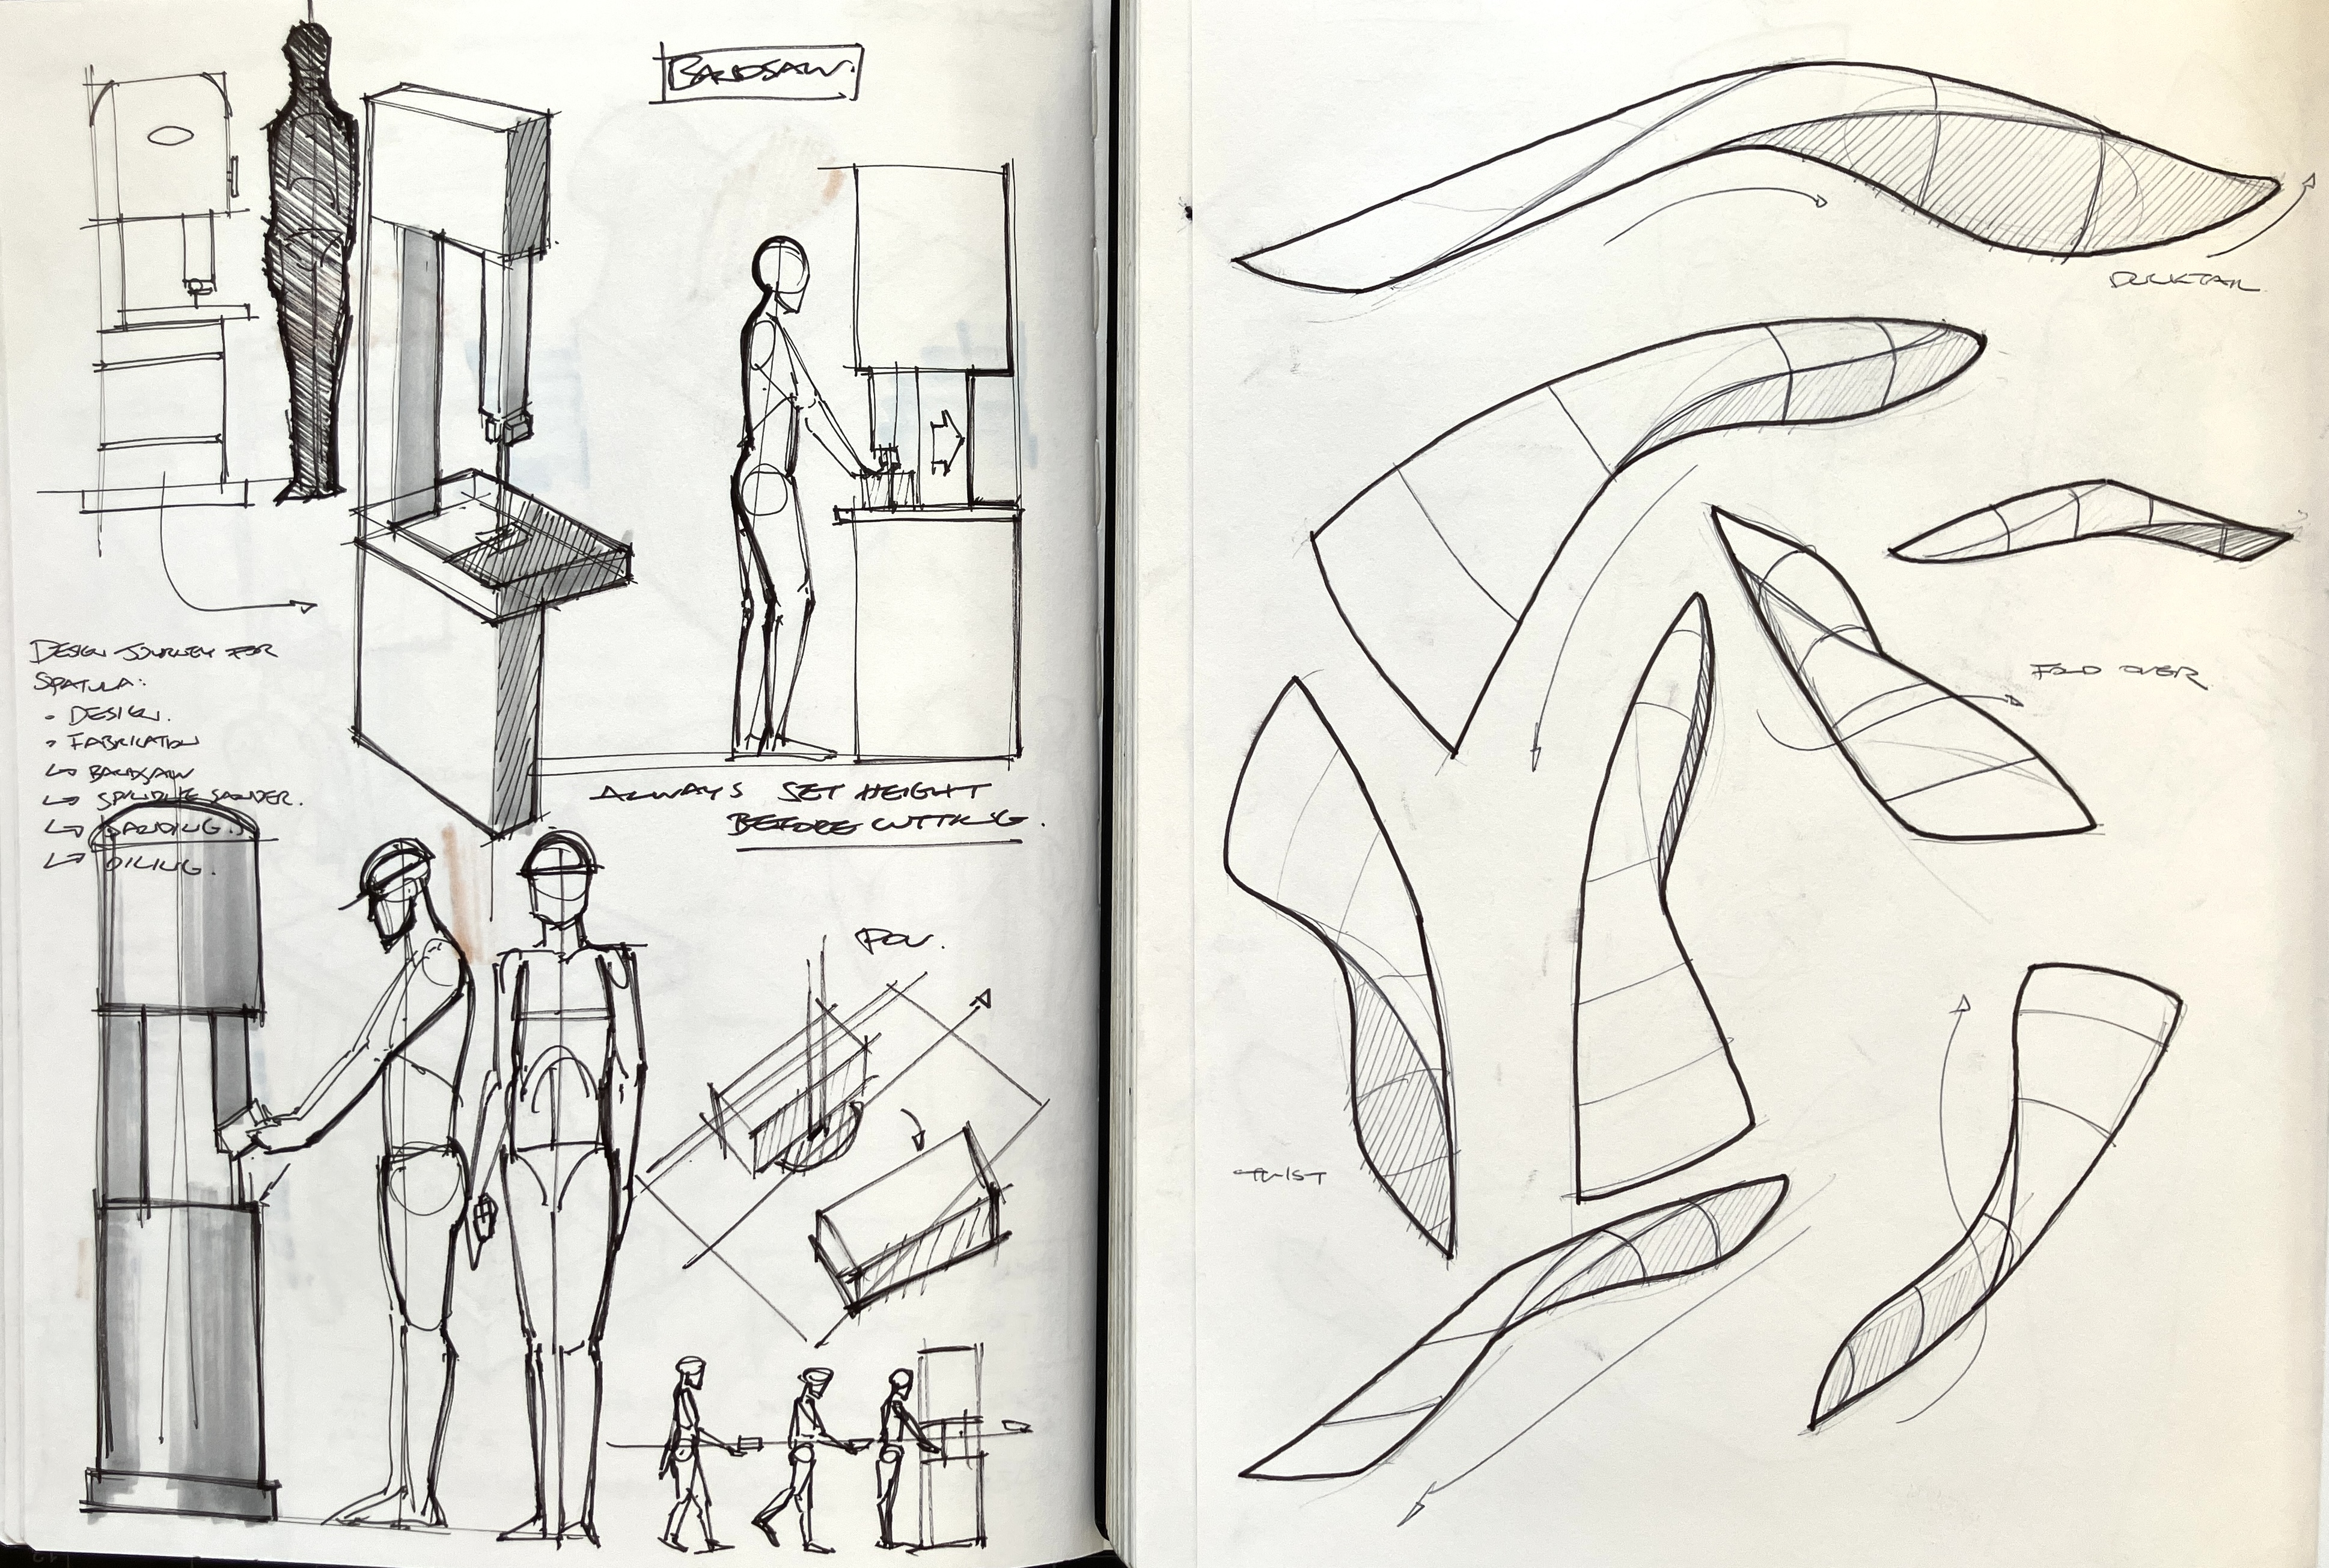 BANDSAW.
DESIGN JOURNEY FOR
SPATULA:
• DESIGN.
• FABRICATION
↳ BANDSAW
↳ SPINDLE SANDER.
↳ SANDING.
↳ OILING.
ALWAYS SET HEIGHT
BEFORE CUTTING.
POV.
DUCKTAIL.
FOLD OVER.
TWIST